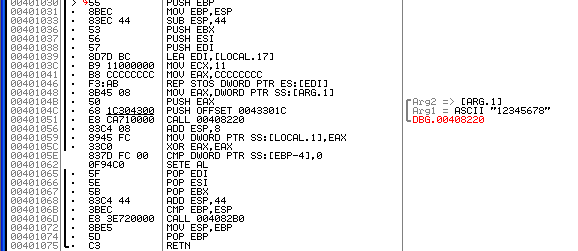 00401030 > 55 PUSH EBP
00401031 · 8BEC MOV EBP,ESP
00401033 · 83EC 44 SUB ESP,44
00401036 · 53 PUSH EBX
00401037 · 56 PUSH ESI
00401038 · 57 PUSH EDI
00401039 · 8D7D BC LEA EDI,[LOCAL.17]
0040103C · B9 11000000 MOV ECX,11
00401041 · B8 CCCCCCCC MOV EAX,CCCCCCCC
00401046 · F3:AB REP STOS DWORD PTR ES:[EDI]
00401048 · 8B45 08 MOV EAX,DWORD PTR SS:[ARG.1]
0040104B · 50 PUSH EAX Arg2 => [ARG.1]
0040104C · 68 1C304300 PUSH OFFSET 0043301C Arg1 = ASCII "12345678"
00401051 · E8 CA710000 CALL 00408220 DBG.00408220
00401056 · 83C4 08 ADD ESP,8
00401059 · 8945 FC MOV DWORD PTR SS:[LOCAL.1],EAX
0040105C · 33C0 XOR EAX,EAX
0040105E · 837D FC 00 CMP DWORD PTR SS:[EBP-4],0
00401062 · 0F94C0 SETE AL
00401065 · 5F POP EDI
00401066 · 5E POP ESI
00401067 · 5B POP EBX
00401068 · 83C4 44 ADD ESP,44
0040106B · 3BEC CMP EBP,ESP
0040106D · E8 3E720000 CALL 004082B0
00401072 · 8BE5 MOV ESP,EBP
00401074 · 5D POP EBP
00401075 · C3 RETN